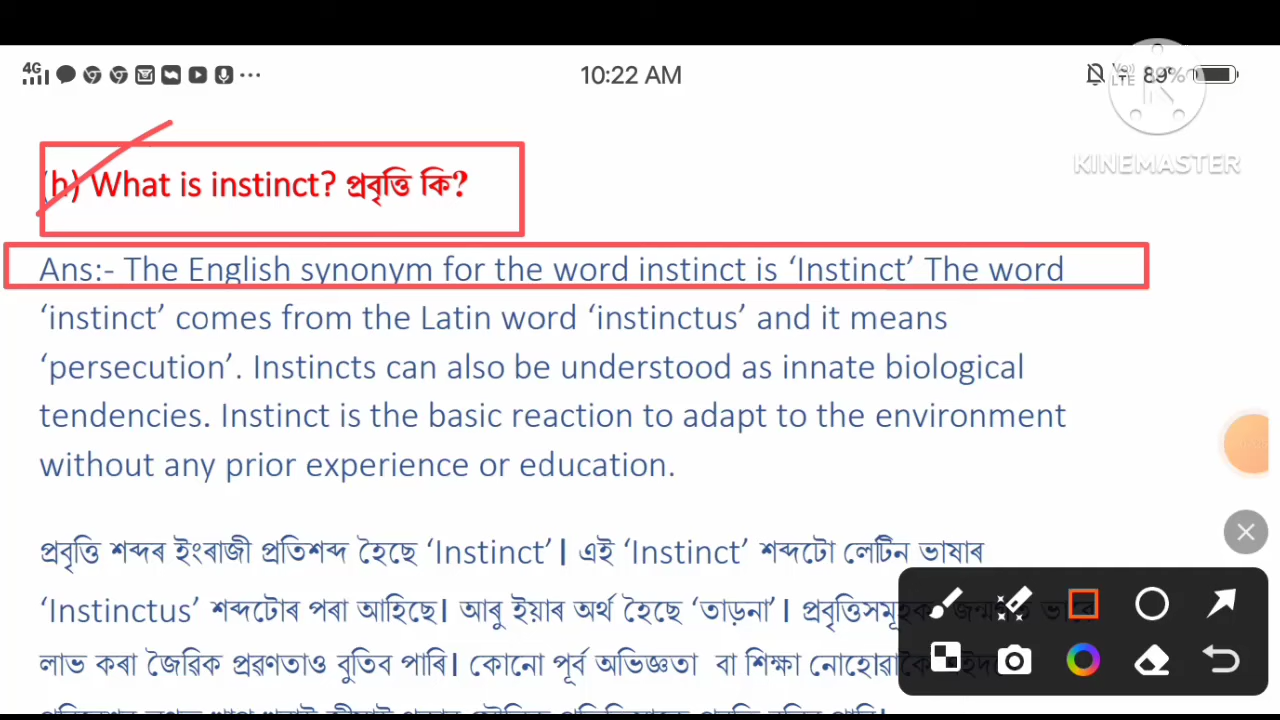 4G 10:22 AM Vo) LTE 89%
KINEMASTER
(h) What is instinct? প্ৰবৃত্তি কি?
Ans:- The English synonym for the word instinct is ‘Instinct’ The word
‘instinct’ comes from the Latin word ‘instinctus’ and it means
‘persecution’. Instincts can also be understood as innate biological
tendencies. Instinct is the basic reaction to adapt to the environment
without any prior experience or education.
প্ৰবৃত্তি শব্দৰ ইংৰাজী প্ৰতিশব্দ হৈছে ‘Instinct’। এই ‘Instinct’ শব্দটো লেটিন ভাষাৰ
‘Instinctus’ শব্দটোৰ পৰা আহিছে। আৰু ইয়াৰ অৰ্থ হৈছে ‘তাড়না’।
লাভ কৰা জৈৱিক প্ৰৱণতাও বুতিব পাৰি। কোনো পূৰ্ব অভিজ্ঞতা বা শিক্ষা